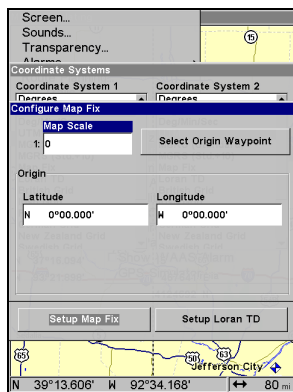 Screen...
Sounds...
Transparency...
Alarms
15
Coordinate Systems
Coordinate System 1 Coordinate System 2
Degrees Degrees
Configure Map Fix
Map Scale
1: 0
Select Origin Waypoint
Origin
Latitude Longitude
N 0°00.000' W 0°00.000'
Setup Map Fix Setup Loran TD
65
50
63
Jefferson City
N 39°13.606' W 92°34.168' ↔ 80 mi